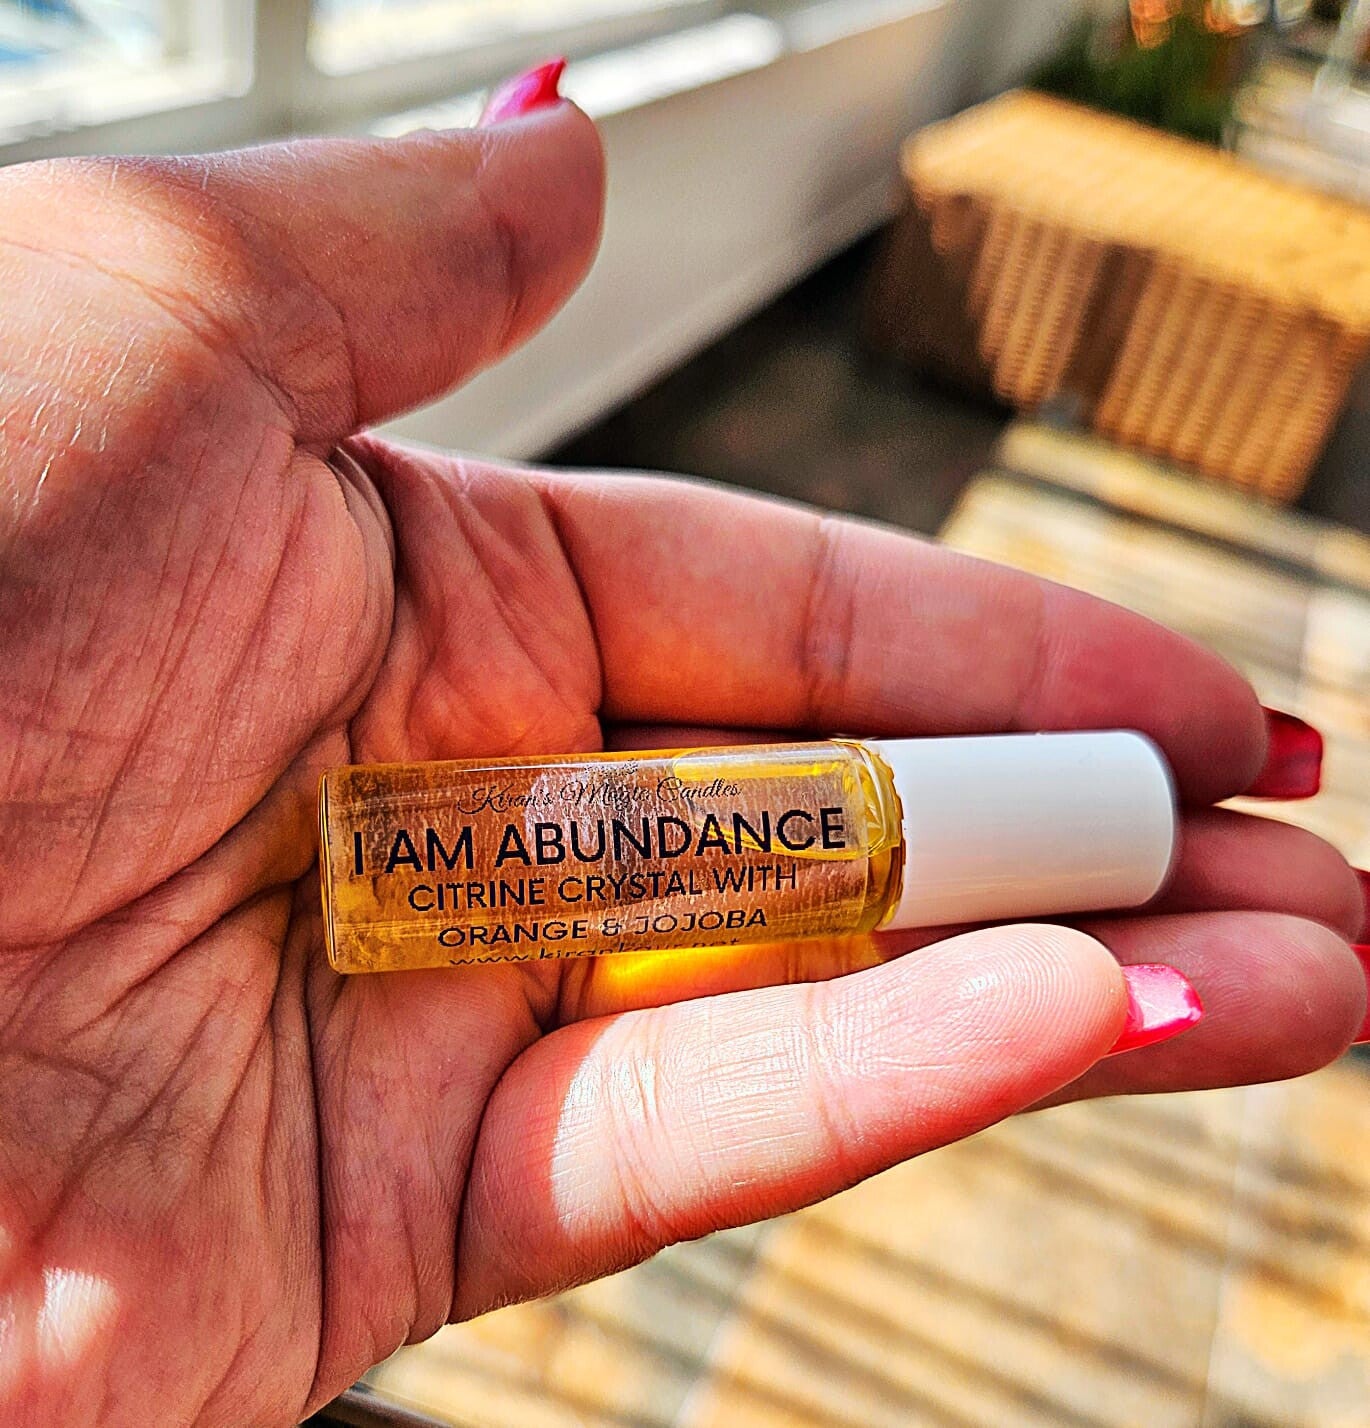 Kiran's Magic Candles
I AM ABUNDANCE
CITRINE CRYSTAL WITH
ORANGE & JOJOBA